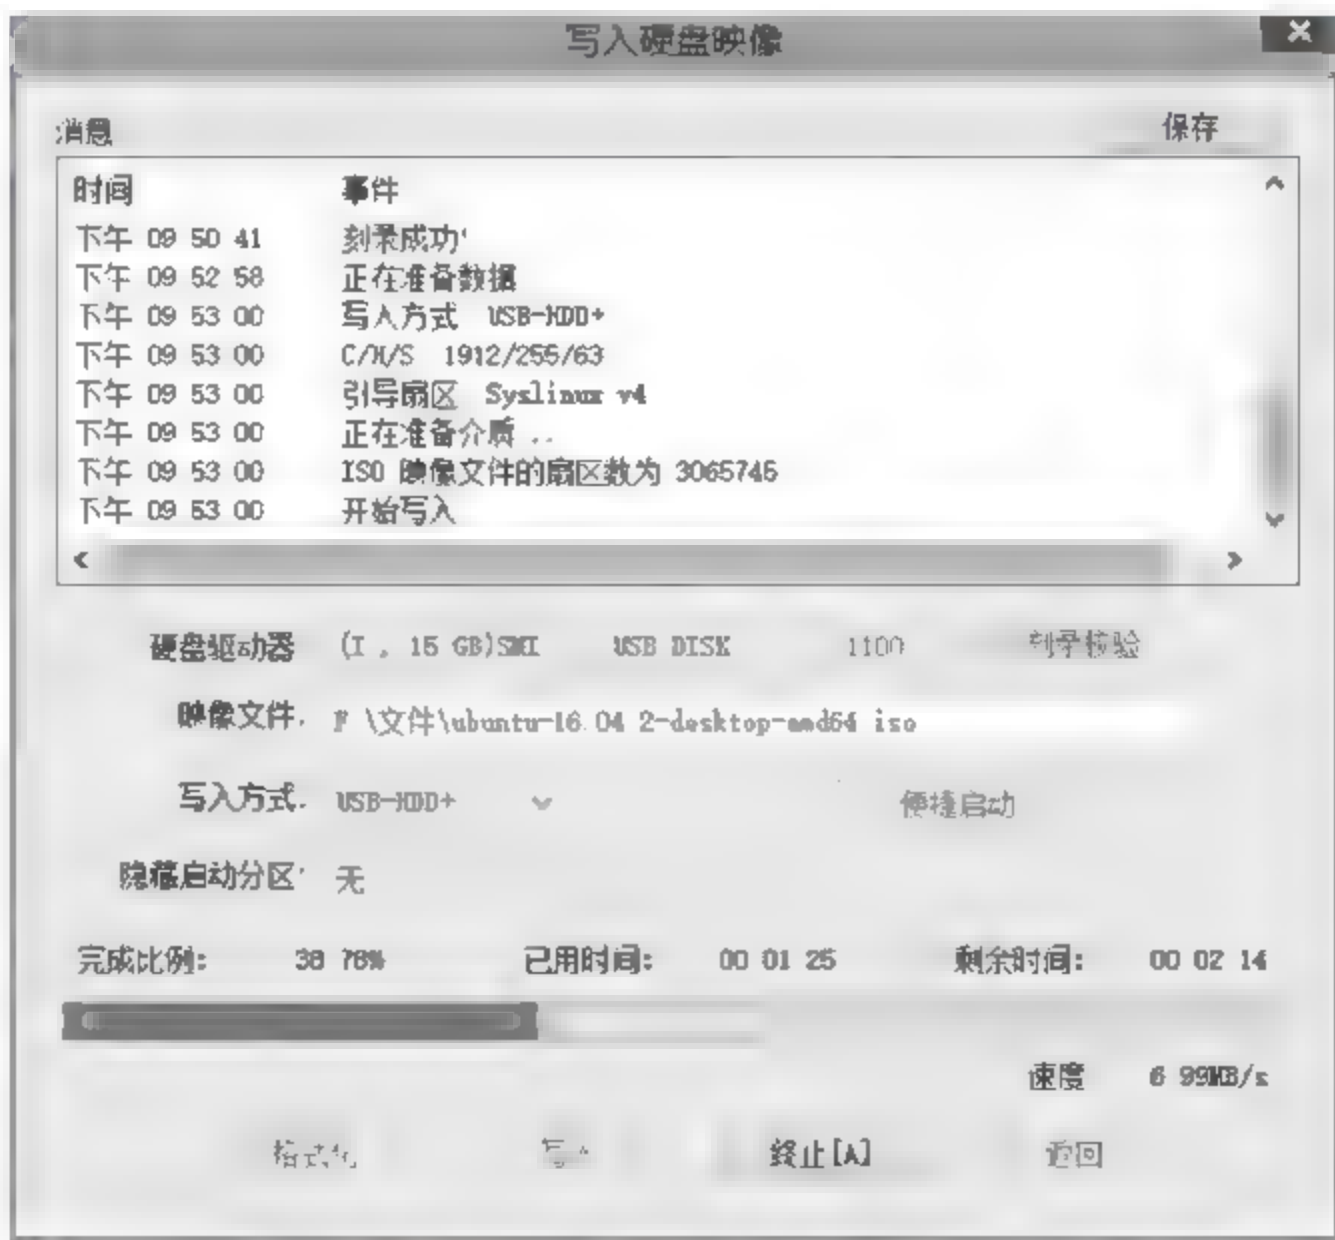 写入硬盘映像
消息 保存
时间 事件
下午 09 50 41 刻录成功!
下午 09 52 58 正在准备数据
下午 09 53 00 写入方式 USB-HDD+
下午 09 53 00 C/H/S 1912/255/63
下午 09 53 00 引导扇区 Syslinux v4
下午 09 53 00 正在准备介质 ..
下午 09 53 00 ISO 映像文件的扇区数为 3065745
下午 09 53 00 开始写入
硬盘驱动器 (I , 15 GB)SMI USB DISK 1100 刻录校验
映像文件. F \文件\ubuntu-16.04 2-desktop-amd64 iso
写入方式. USB-HDD+ 便捷启动
隐藏启动分区: 无
完成比例: 38 78% 已用时间: 00 01 25 剩余时间: 00 02 14
速度 6 99MB/s
格式化 写入 终止[A] 返回